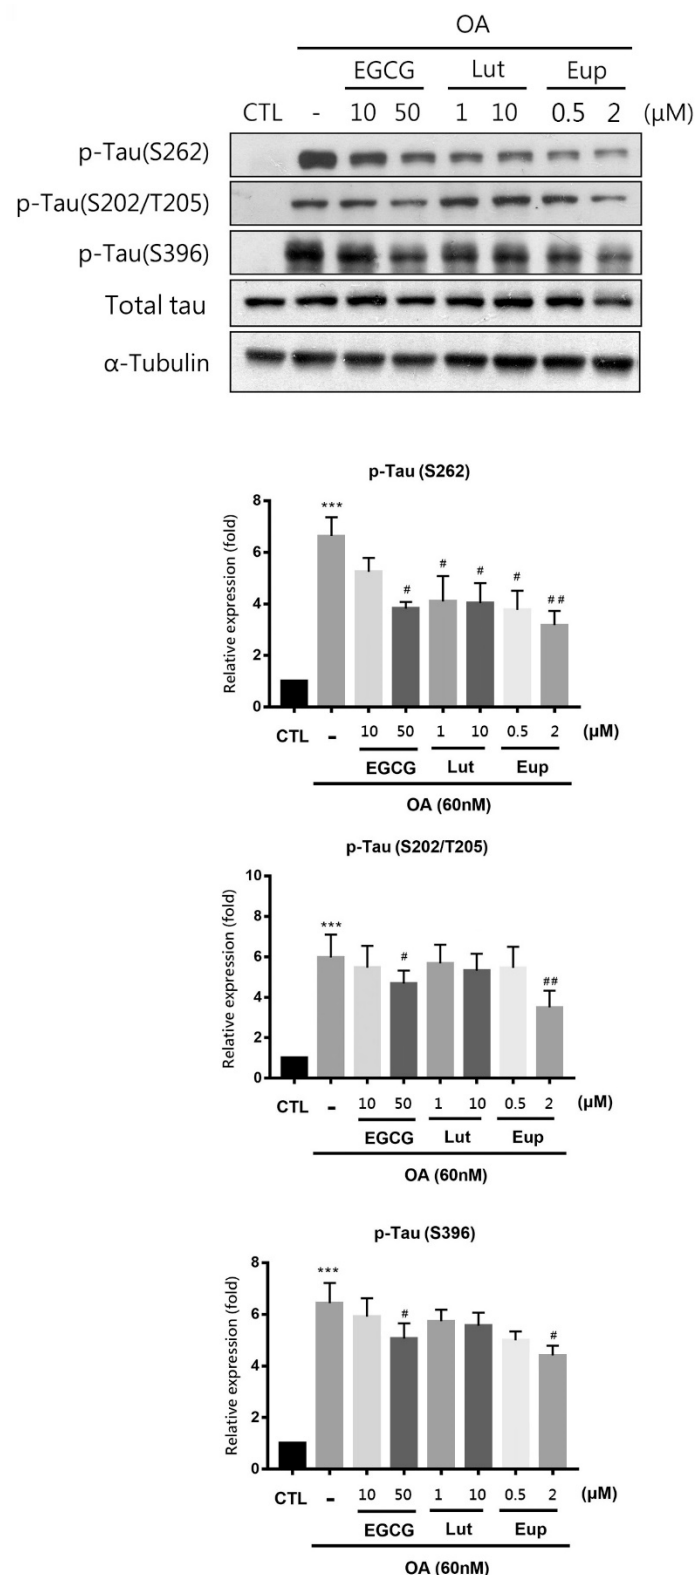 OA
EGCG Lut Eup
CTL - 10 50 1 10 0.5 2 (μM)
p-Tau(S262)
p-Tau(S202/T205)
p-Tau(S396)
Total tau
α-Tubulin
p-Tau (S262)
Relative expression (fold)
8
6
4
2
0
***
#
#
#
#
##
CTL - 10 50 1 10 0.5 2 (μM)
EGCG Lut Eup
OA (60nM)
p-Tau (S202/T205)
Relative expression (fold)
10
8
6
4
2
0
***
#
##
CTL - 10 50 1 10 0.5 2 (μM)
EGCG Lut Eup
OA (60nM)
p-Tau (S396)
Relative expression (fold)
8
6
4
2
0
***
#
#
CTL - 10 50 1 10 0.5 2 (μM)
EGCG Lut Eup
OA (60nM)